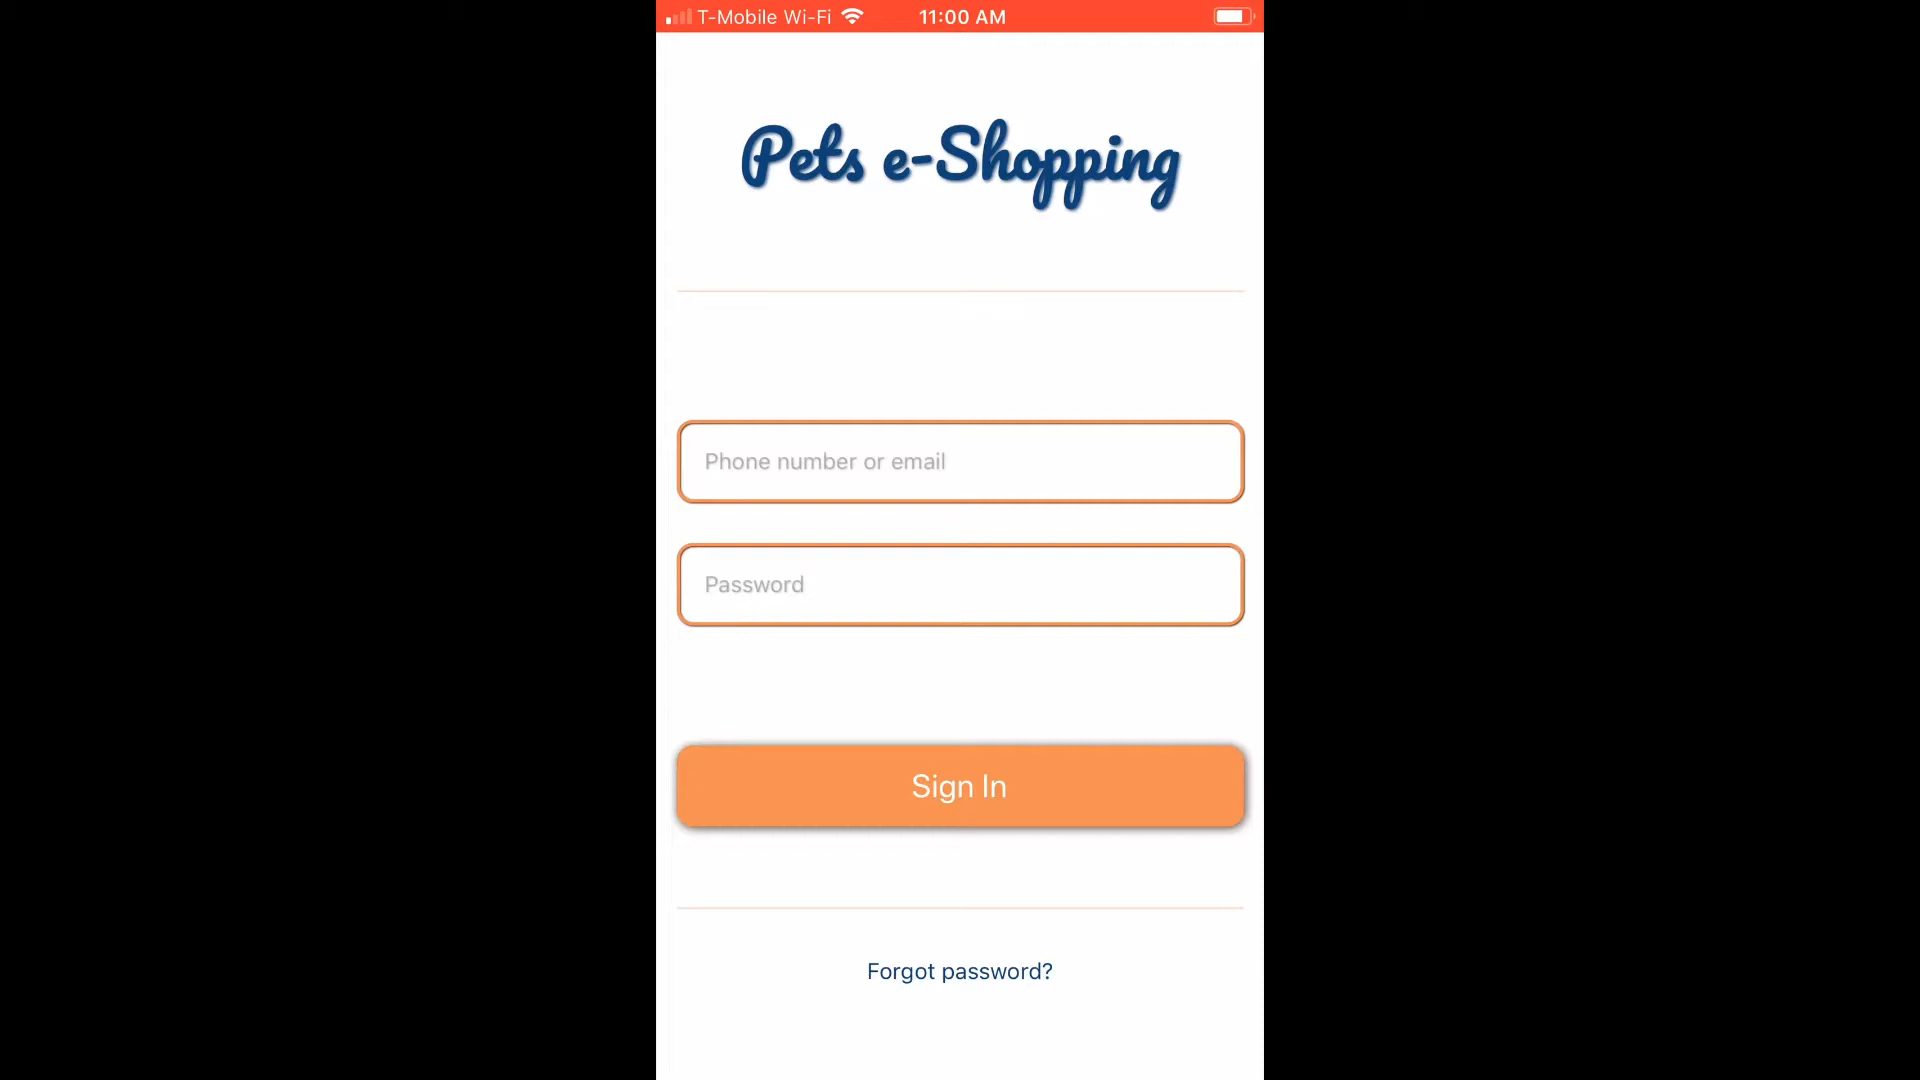 T-Mobile Wi-Fi 11:00 AM
Pets e-Shopping
Phone number or email
Password
Sign In
Forgot password?